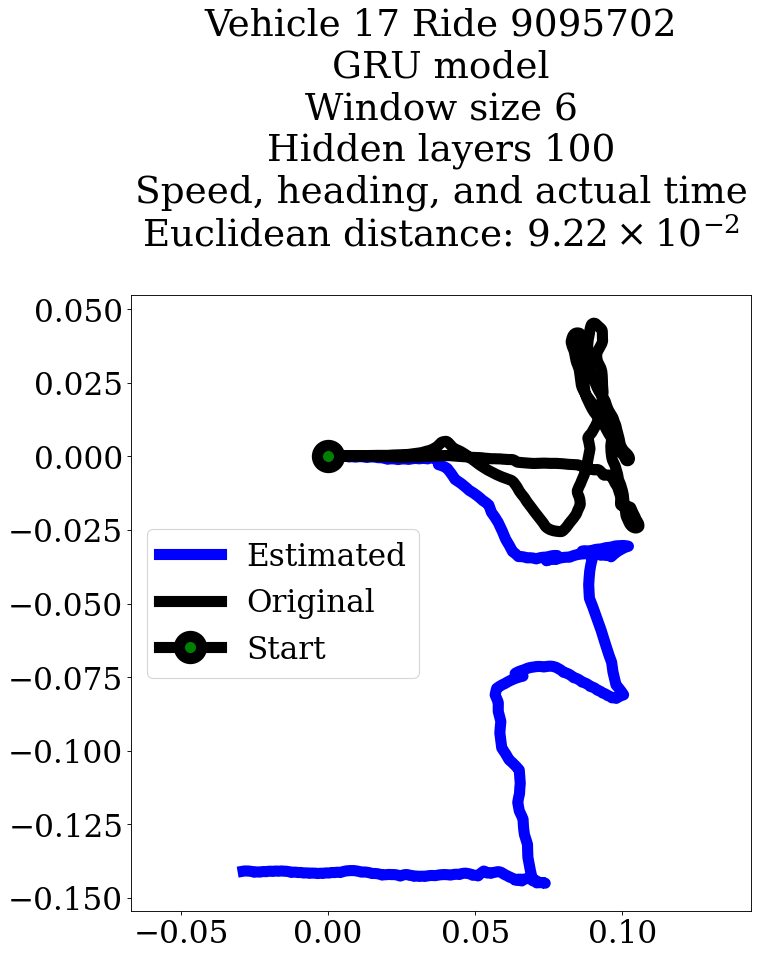 Vehicle 17 Ride 9095702
GRU model
Window size 6
Hidden layers 100
Speed, heading, and actual time
Euclidean distance: 9.22 × 10⁻²
0.050
0.025
0.000
−0.025
−0.050
−0.075
−0.100
−0.125
−0.150
Estimated
Original
Start
−0.05 0.00 0.05 0.10